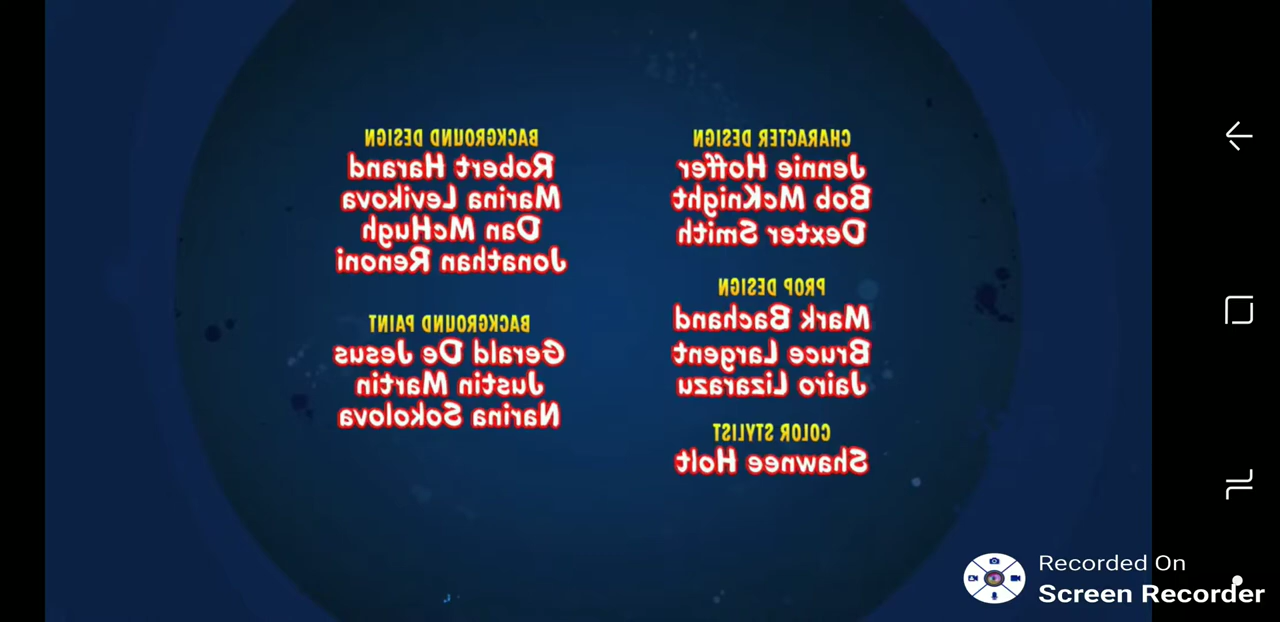 CHARACTER DESIGN
Jennie Hoffer
Bob McKnight
Dexter Smith
PROP DESIGN
Mark Bachand
Bruce Largent
Jairo Lizarazu
COLOR STYLIST
Shawnee Holt
BACKGROUND DESIGN
Robert Harand
Marina Levikova
Dan McHugh
Jonathan Renoni
BACKGROUND PAINT
Gerald De Jesus
Justin Martin
Narina Sokolova
Recorded On
Screen Recorder